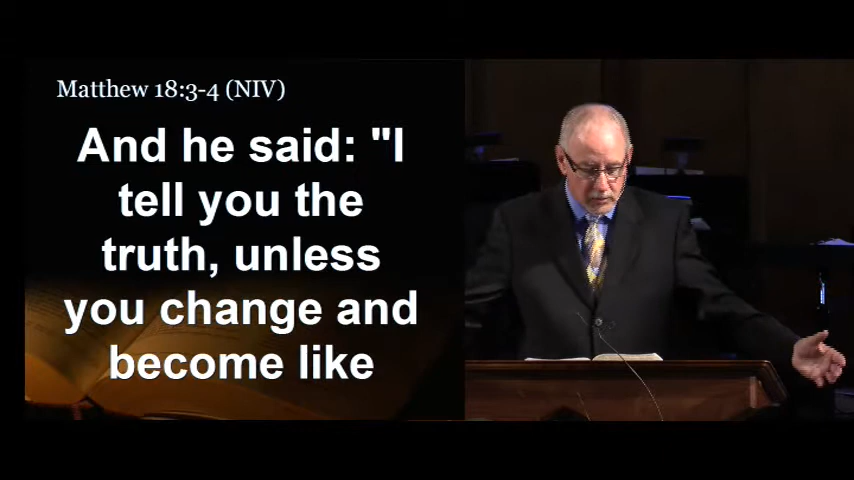 Matthew 18:3-4 (NIV)
And he said: "I
tell you the
truth, unless
you change and
become like